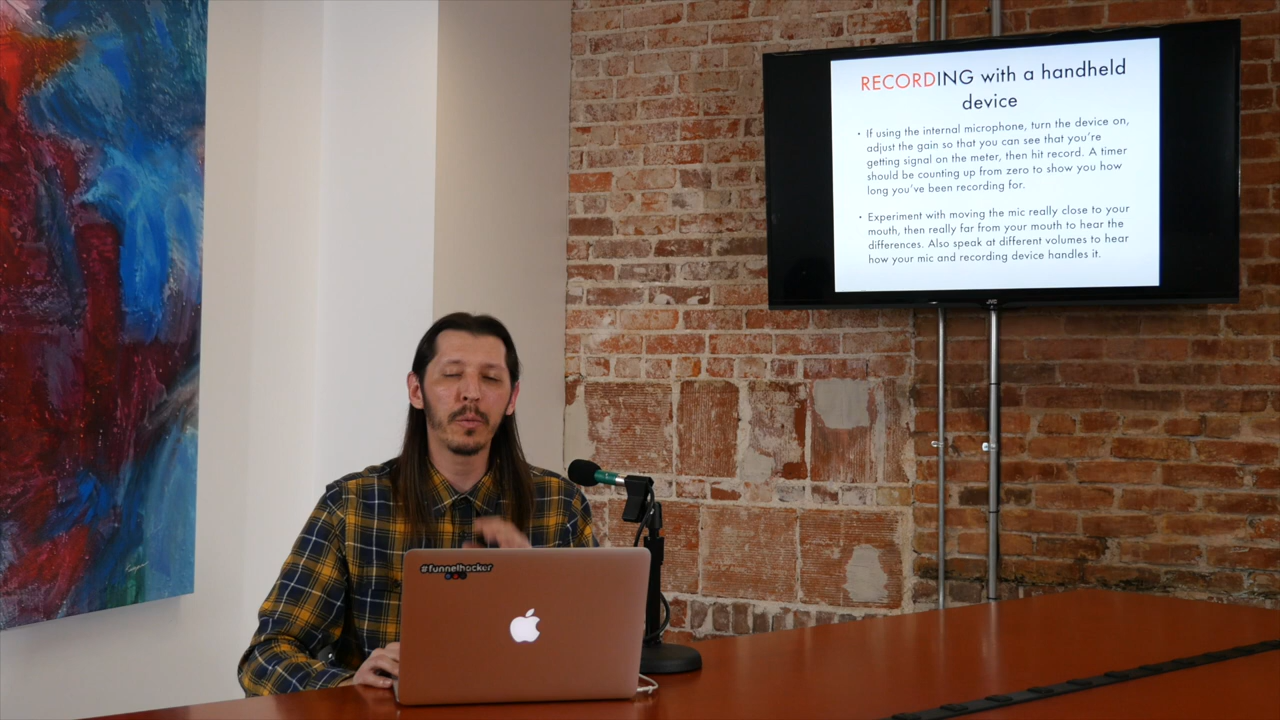 RECORDING with a handheld
device
• If using the internal microphone, turn the device on,
adjust the gain so that you can see that you're
getting signal on the meter, then hit record. A timer
should be counting up from zero to show you how
long you've been recording for.
• Experiment with moving the mic really close to your
mouth, then really far from your mouth to hear the
differences. Also speak at different volumes to hear
how your mic and recording device handles it.
JVC
#funnelhacker